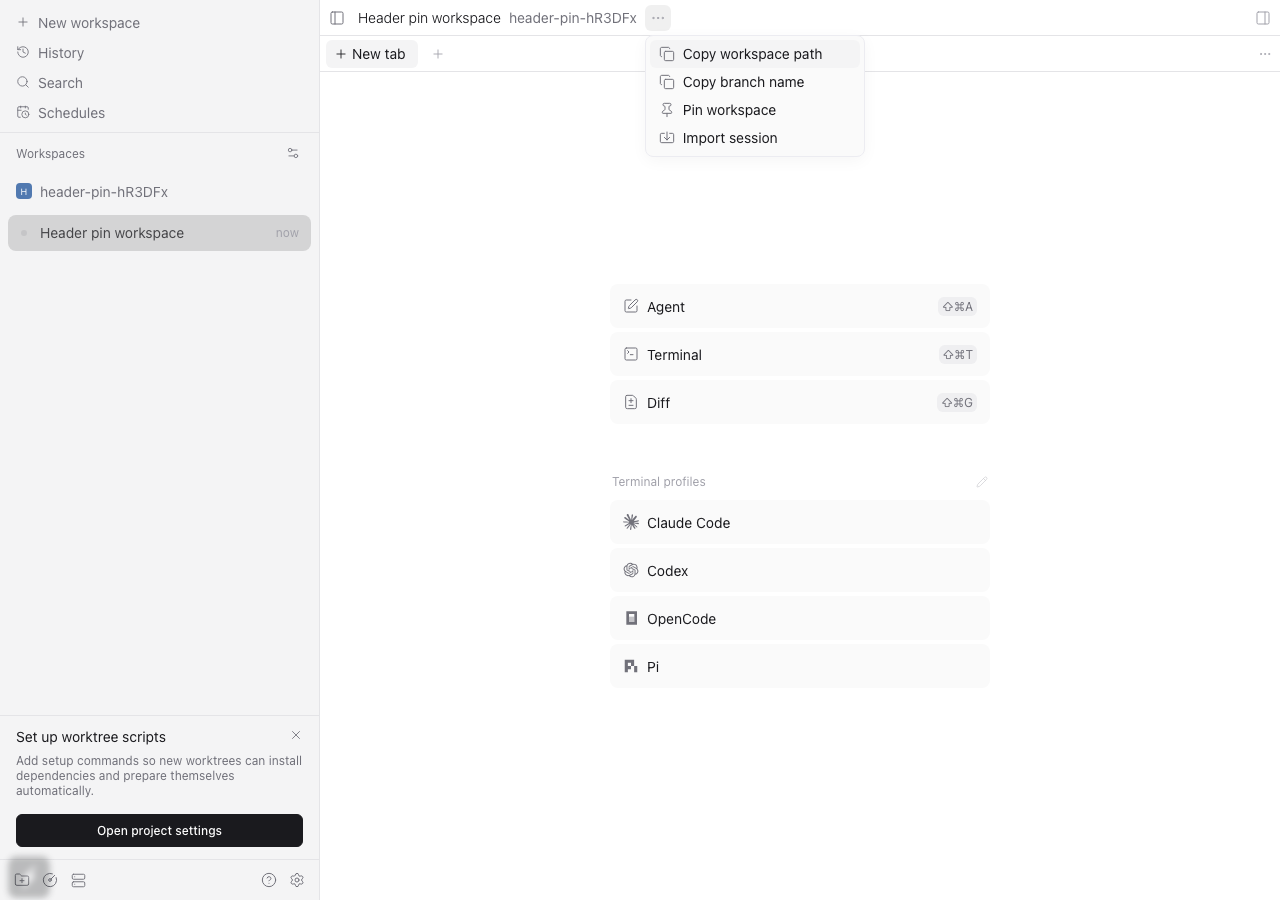 New workspace
History
Search
Schedules
Workspaces
H header-pin-hR3DFx
Header pin workspace now
Set up worktree scripts
Add setup commands so new worktrees can install
dependencies and prepare themselves
automatically.
Open project settings
Header pin workspace header-pin-hR3DFx
New tab
Copy workspace path
Copy branch name
Pin workspace
Import session
Agent ⇧⌘A
Terminal ⇧⌘T
Diff ⇧⌘G
Terminal profiles
Claude Code
Codex
OpenCode
Pi